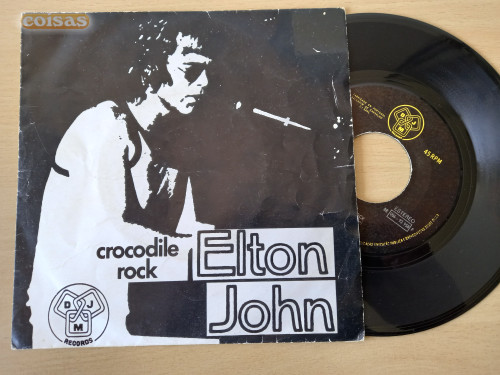 coisas
crocodile
rock
Elton
John
D J
M
RECORDS
DJM
45 RPM
STEREO